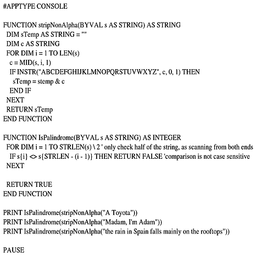 #APPTYPE CONSOLE
FUNCTION stripNonAlpha(BYVAL s AS STRING) AS STRING
DIM sTemp AS STRING = ""
DIM c AS STRING
FOR DIM i = 1 TO LEN(s)
c = MID(s, i, 1)
IF INSTR("ABCDEFGHIJKLMNOPQRSTUVWXYZ", c, 0, 1) THEN
sTemp = stemp & c
END IF
NEXT
RETURN sTemp
END FUNCTION
FUNCTION IsPalindrome(BYVAL s AS STRING) AS INTEGER
FOR DIM i = 1 TO STRLEN(s) \ 2 ' only check half of the string, as scanning from both ends
IF s{i} <> s{STRLEN - (i - 1)} THEN RETURN FALSE 'comparison is not case sensitive
NEXT
RETURN TRUE
END FUNCTION
PRINT IsPalindrome(stripNonAlpha("A Toyota"))
PRINT IsPalindrome(stripNonAlpha("Madam, I'm Adam"))
PRINT IsPalindrome(stripNonAlpha("the rain in Spain falls mainly on the rooftops"))
PAUSE